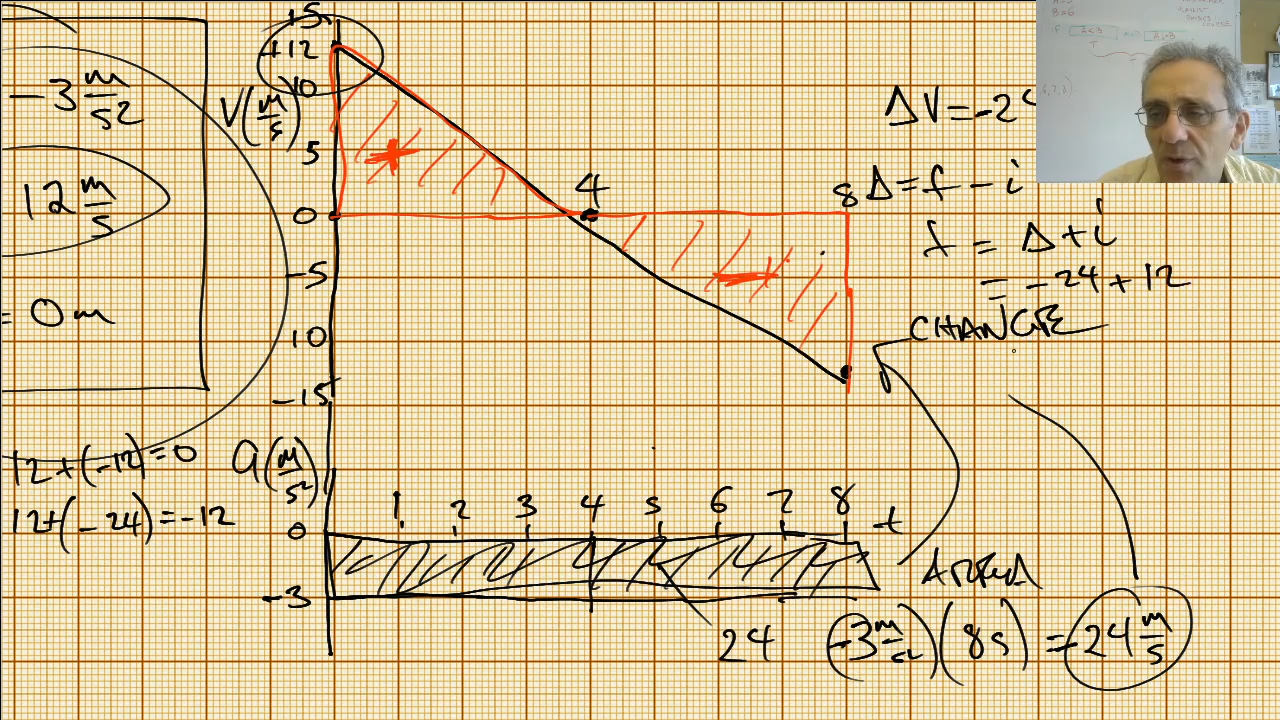 -3 m/s²
12 m/s
= 0m
12+(-12)=0
12+(-24)=-12
15
+12
10
V(m/s)
5
0
-5
10
-15
4
8
a(m/s²)
0
-3
1 2 3 4 5 6 7 8 t
24
ΔV=-2
Δ=f-i
f = Δ+i
= -24+12
CHANGE
AREA
(-3 m/s²)(8s) = -24 m/s